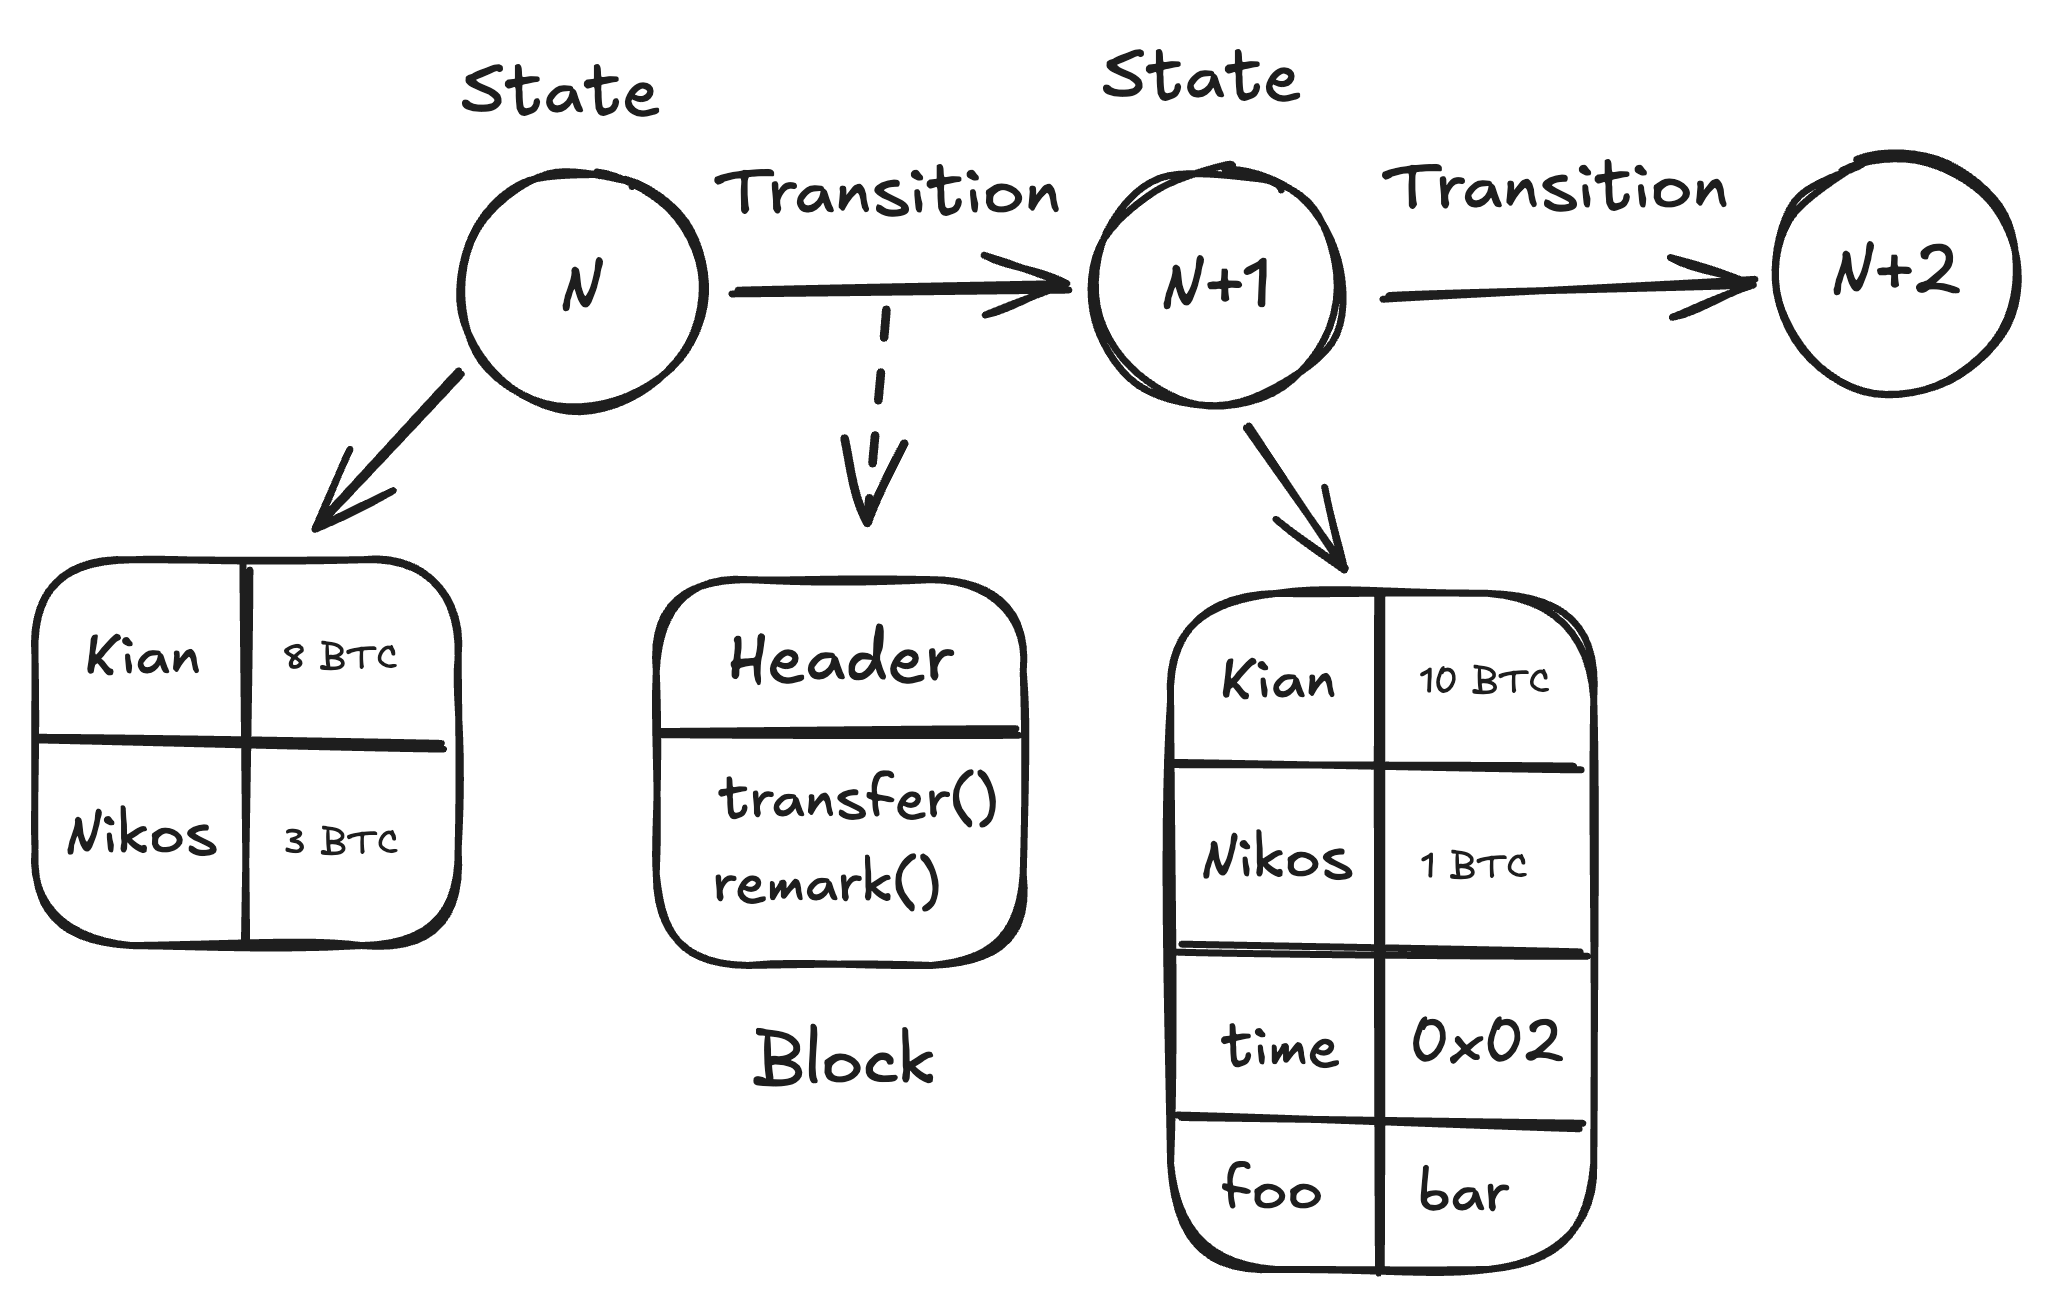 State
State
Transition
Transition
N
N+1
N+2
Kian
8 BTC
Nikos
3 BTC
Header
transfer()
remark()
Block
Kian
10 BTC
Nikos
1 BTC
time
0x02
foo
bar